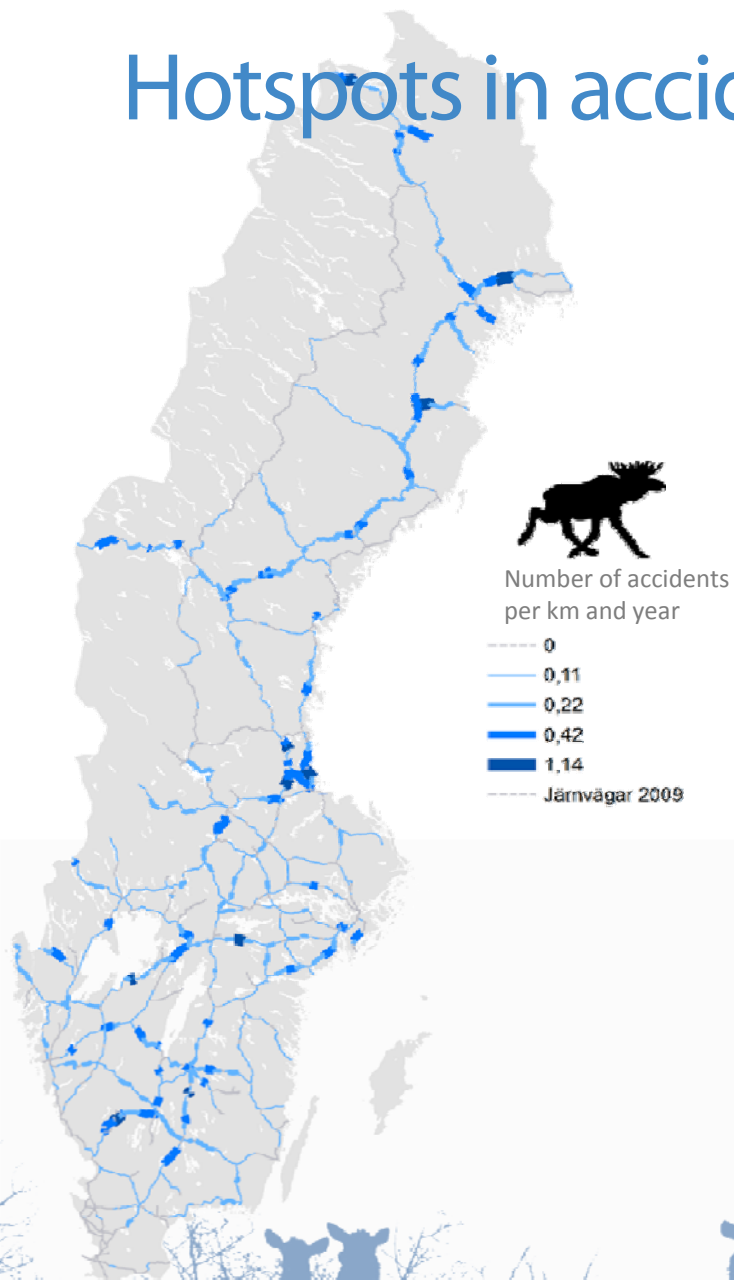 Hotspots in accid
Number of accidents
per km and year
0
0,11
0,22
0,42
1,14
Järnvägar 2009